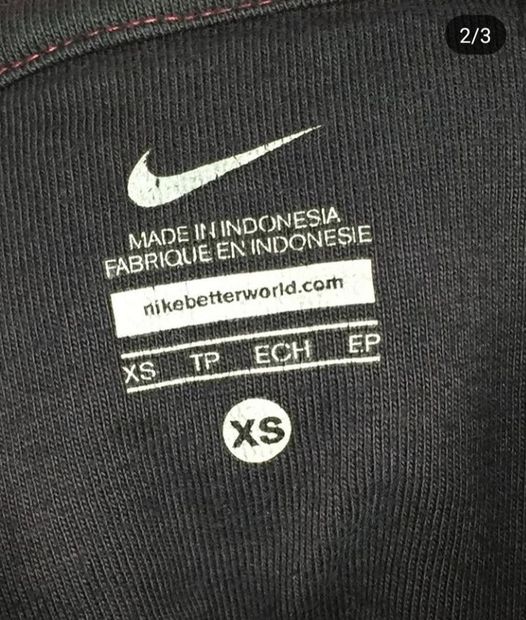 2/3
MADE IN INDONESIA
FABRIQUE EN INDONESIE
nikebetterworld.com
XS TP ECH EP
XS